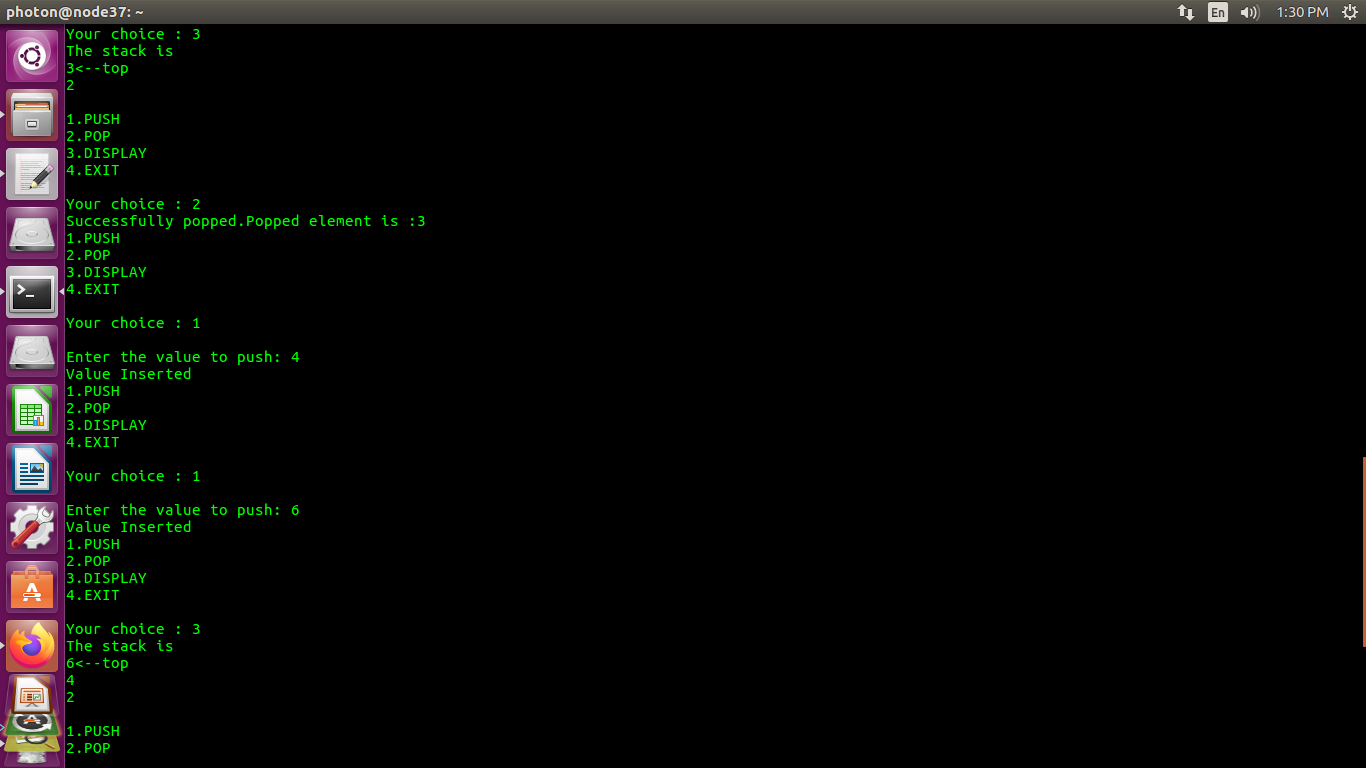 photon@node37: ~
En
1:30 PM
Your choice : 3
The stack is
3<--top
2
1.PUSH
2.POP
3.DISPLAY
4.EXIT
Your choice : 2
Successfully popped.Popped element is :3
1.PUSH
2.POP
3.DISPLAY
4.EXIT
Your choice : 1
Enter the value to push: 4
Value Inserted
1.PUSH
2.POP
3.DISPLAY
4.EXIT
Your choice : 1
Enter the value to push: 6
Value Inserted
1.PUSH
2.POP
3.DISPLAY
4.EXIT
Your choice : 3
The stack is
6<--top
4
2
1.PUSH
2.POP